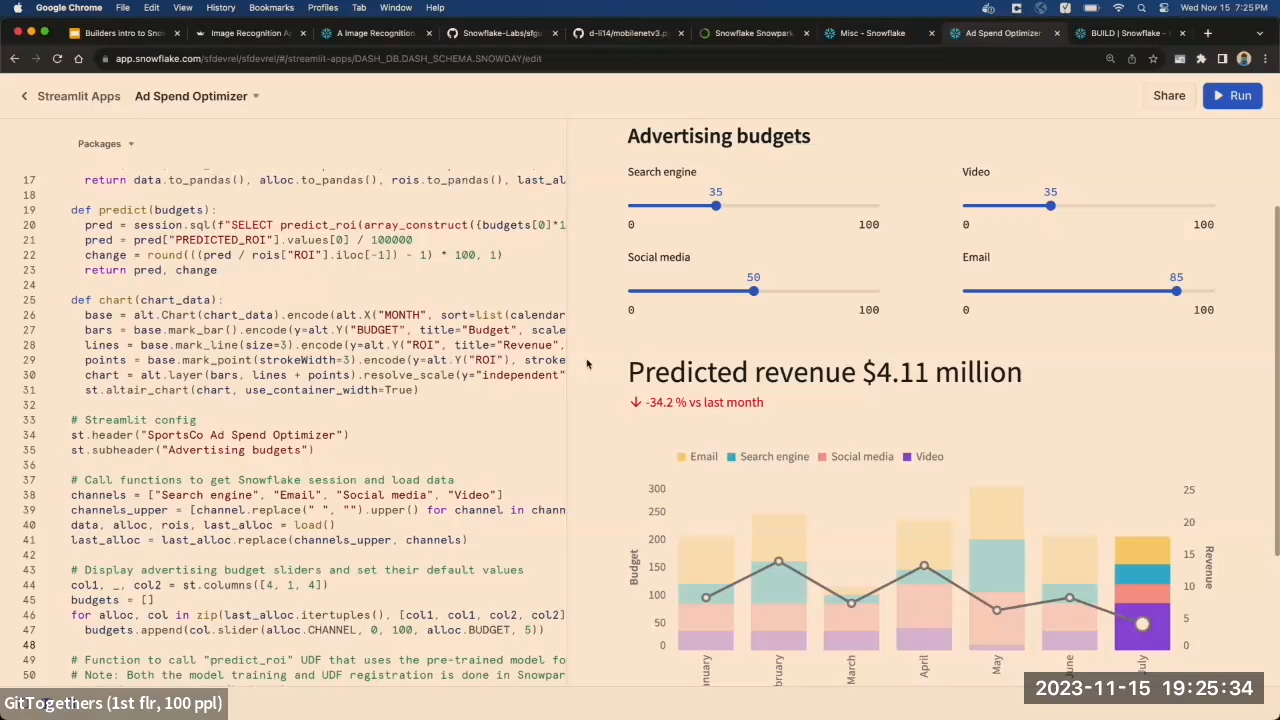 Google Chrome File Edit View History Bookmarks Profiles Tab Window Help Wed Nov 15 7:25 PM
Builders intro to Snow Image Recognition A A Image Recognition Snowflake-Labs/sfgu d-li14/mobilenetv3.p Snowflake Snowpark Misc - Snowflake Ad Spend Optimizer BUILD | Snowflake -
app.snowflake.com/sfdevrel/sfdevrel/#/streamlit-apps/DASH_DB.DASH_SCHEMA.SNOWDAY/edit
Streamlit Apps Ad Spend Optimizer Share Run
Packages
17 return data.to_pandas(), alloc.to_pandas(), rois.to_pandas(), last_al
18
19 def predict(budgets):
20 pred = session.sql(f"SELECT predict_roi(array_construct({budgets[0]*1
21 pred = pred["PREDICTED_ROI"].values[0] / 100000
22 change = round(((pred / rois["ROI"].iloc[-1]) - 1) * 100, 1)
23 return pred, change
24
25 def chart(chart_data):
26 base = alt.Chart(chart_data).encode(alt.X("MONTH", sort=list(calendar
27 bars = base.mark_bar().encode(y=alt.Y("BUDGET", title="Budget", scale
28 lines = base.mark_line(size=3).encode(y=alt.Y("ROI", title="Revenue",
29 points = base.mark_point(strokeWidth=3).encode(y=alt.Y("ROI"), stroke
30 chart = alt.layer(bars, lines + points).resolve_scale(y="independent"
31 st.altair_chart(chart, use_container_width=True)
32
33 # Streamlit config
34 st.header("SportsCo Ad Spend Optimizer")
35 st.subheader("Advertising budgets")
36
37 # Call functions to get Snowflake session and load data
38 channels = ["Search engine", "Email", "Social media", "Video"]
39 channels_upper = [channel.replace(" ", "").upper() for channel in chann
40 data, alloc, rois, last_alloc = load()
41 last_alloc = last_alloc.replace(channels_upper, channels)
42
43 # Display advertising budget sliders and set their default values
44 col1, _, col2 = st.columns([4, 1, 4])
45 budgets = []
46 for alloc, col in zip(last_alloc.itertuples(), [col1, col1, col2, col2]
47 budgets.append(col.slider(alloc.CHANNEL, 0, 100, alloc.BUDGET, 5))
48
49 # Function to call "predict_roi" UDF that uses the pre-trained model fo
50 # Note: Both the model training and UDF registration is done in Snowpar
Advertising budgets
Search engine Video
35 35
0 100 0 100
Social media Email
50 85
0 100 0 100
Predicted revenue $4.11 million
-34.2 % vs last month
Email Search engine Social media Video
300 25
250 20
200 15
150 10
100 5
50 0
0
Budget
Revenue
anuary bruary March April May June July
GitTogethers (1st flr, 100 ppl)
2023-11-15 19:25:34